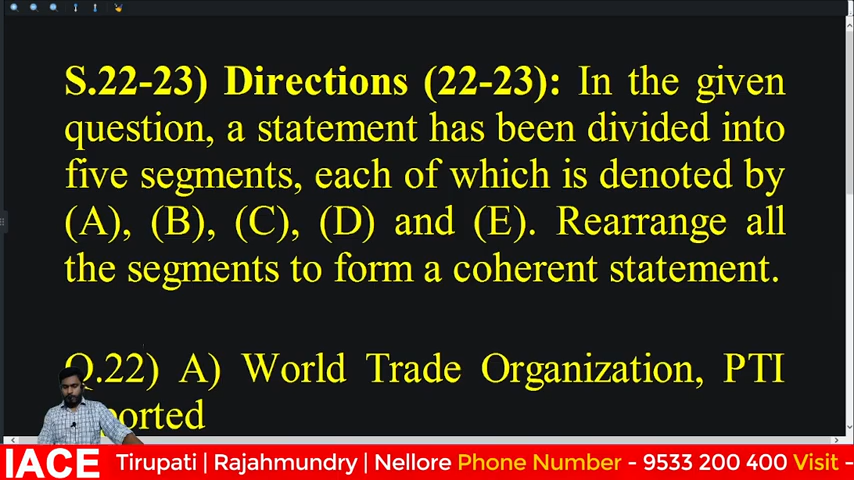 S.22-23) Directions (22-23): In the given
question, a statement has been divided into
five segments, each of which is denoted by
(A), (B), (C), (D) and (E). Rearrange all
the segments to form a coherent statement.
Q.22) A) World Trade Organization, PTI
IACE Tirupati | Rajahmundry | Nellore Phone Number - 9533 200 400 Visit -